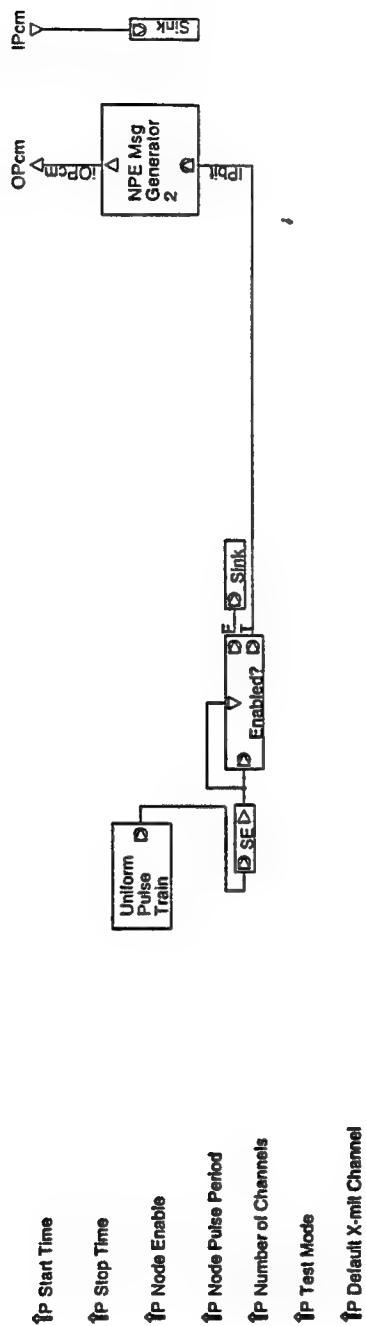 IPcm
Sink
OPcm
iOPcm
NPE Msg
Generator
2
IPbit
F
Sink
T
Enabled?
Uniform
Pulse
Train
SE
⇑P Start Time
⇑P Stop Time
⇑P Node Enable
⇑P Node Pulse Period
⇑P Number of Channels
⇑P Test Mode
⇑P Default X-mit Channel